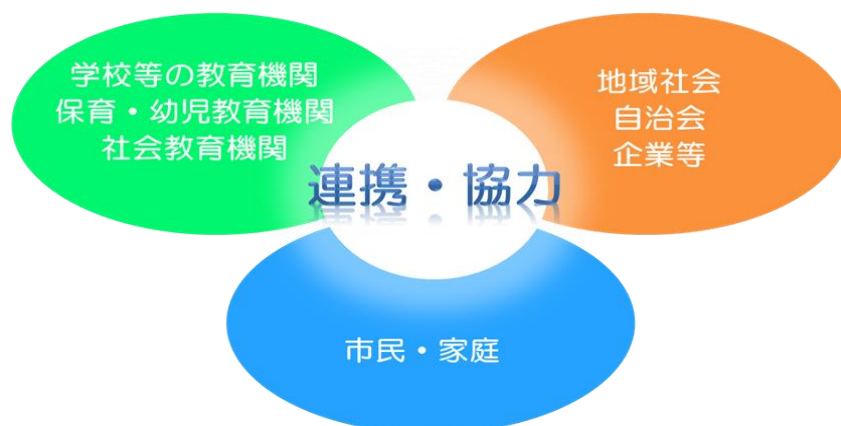 学校等の教育機関
保育・幼児教育機関
社会教育機関
地域社会
自治会
企業等
連携・協力
市民・家庭